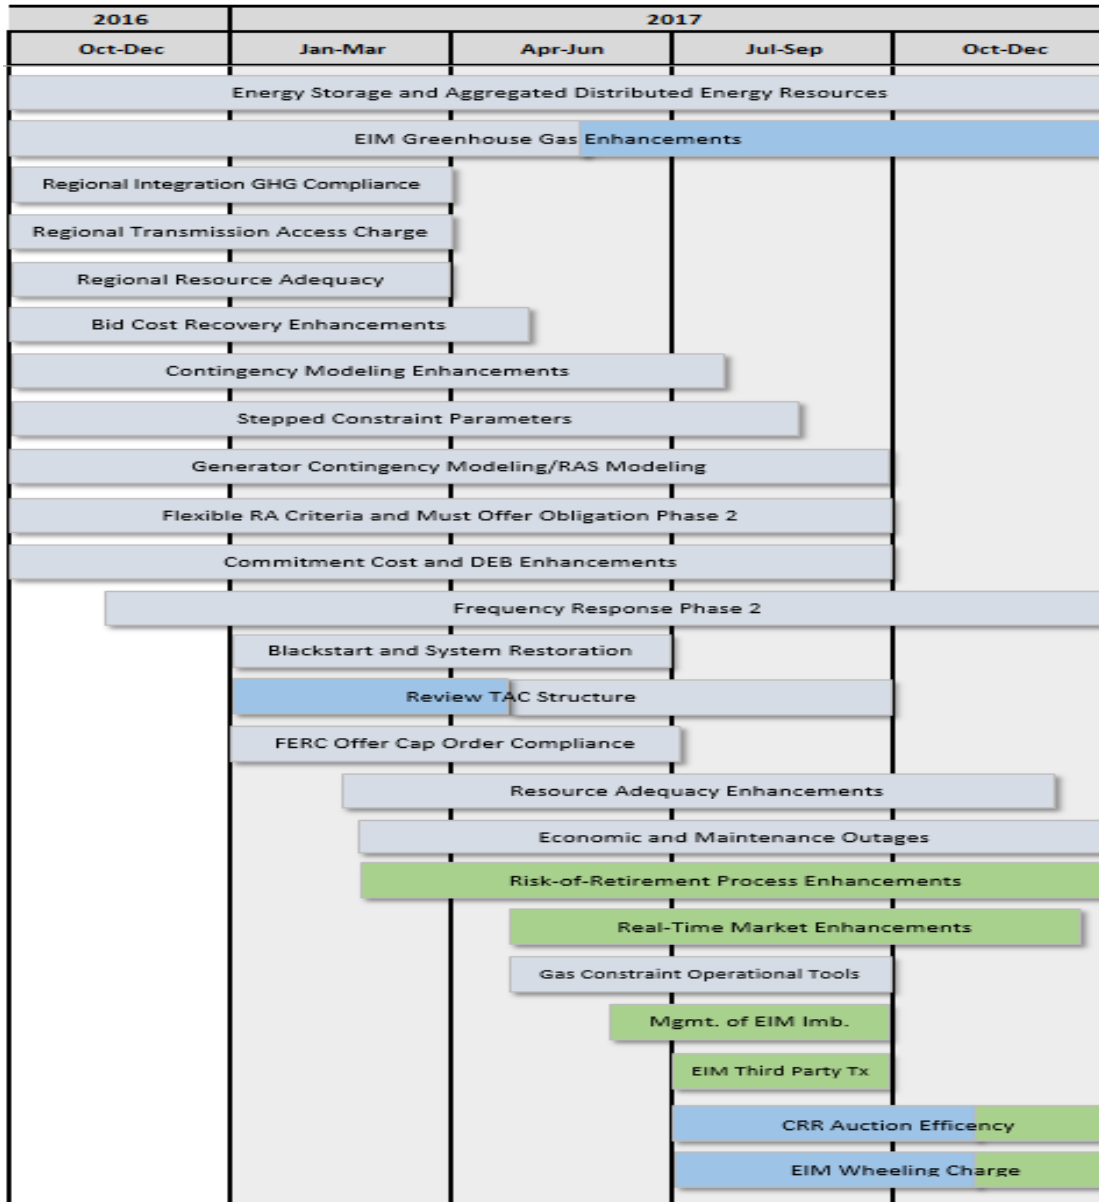 2016 2017
Oct-Dec Jan-Mar Apr-Jun Jul-Sep Oct-Dec
Energy Storage and Aggregated Distributed Energy Resources
EIM Greenhouse Gas Enhancements
Regional Integration GHG Compliance
Regional Transmission Access Charge
Regional Resource Adequacy
Bid Cost Recovery Enhancements
Contingency Modeling Enhancements
Stepped Constraint Parameters
Generator Contingency Modeling/RAS Modeling
Flexible RA Criteria and Must Offer Obligation Phase 2
Commitment Cost and DEB Enhancements
Frequency Response Phase 2
Blackstart and System Restoration
Review TAC Structure
FERC Offer Cap Order Compliance
Resource Adequacy Enhancements
Economic and Maintenance Outages
Risk-of-Retirement Process Enhancements
Real-Time Market Enhancements
Gas Constraint Operational Tools
Mgmt. of EIM Imb.
EIM Third Party Tx
CRR Auction Efficency
EIM Wheeling Charge